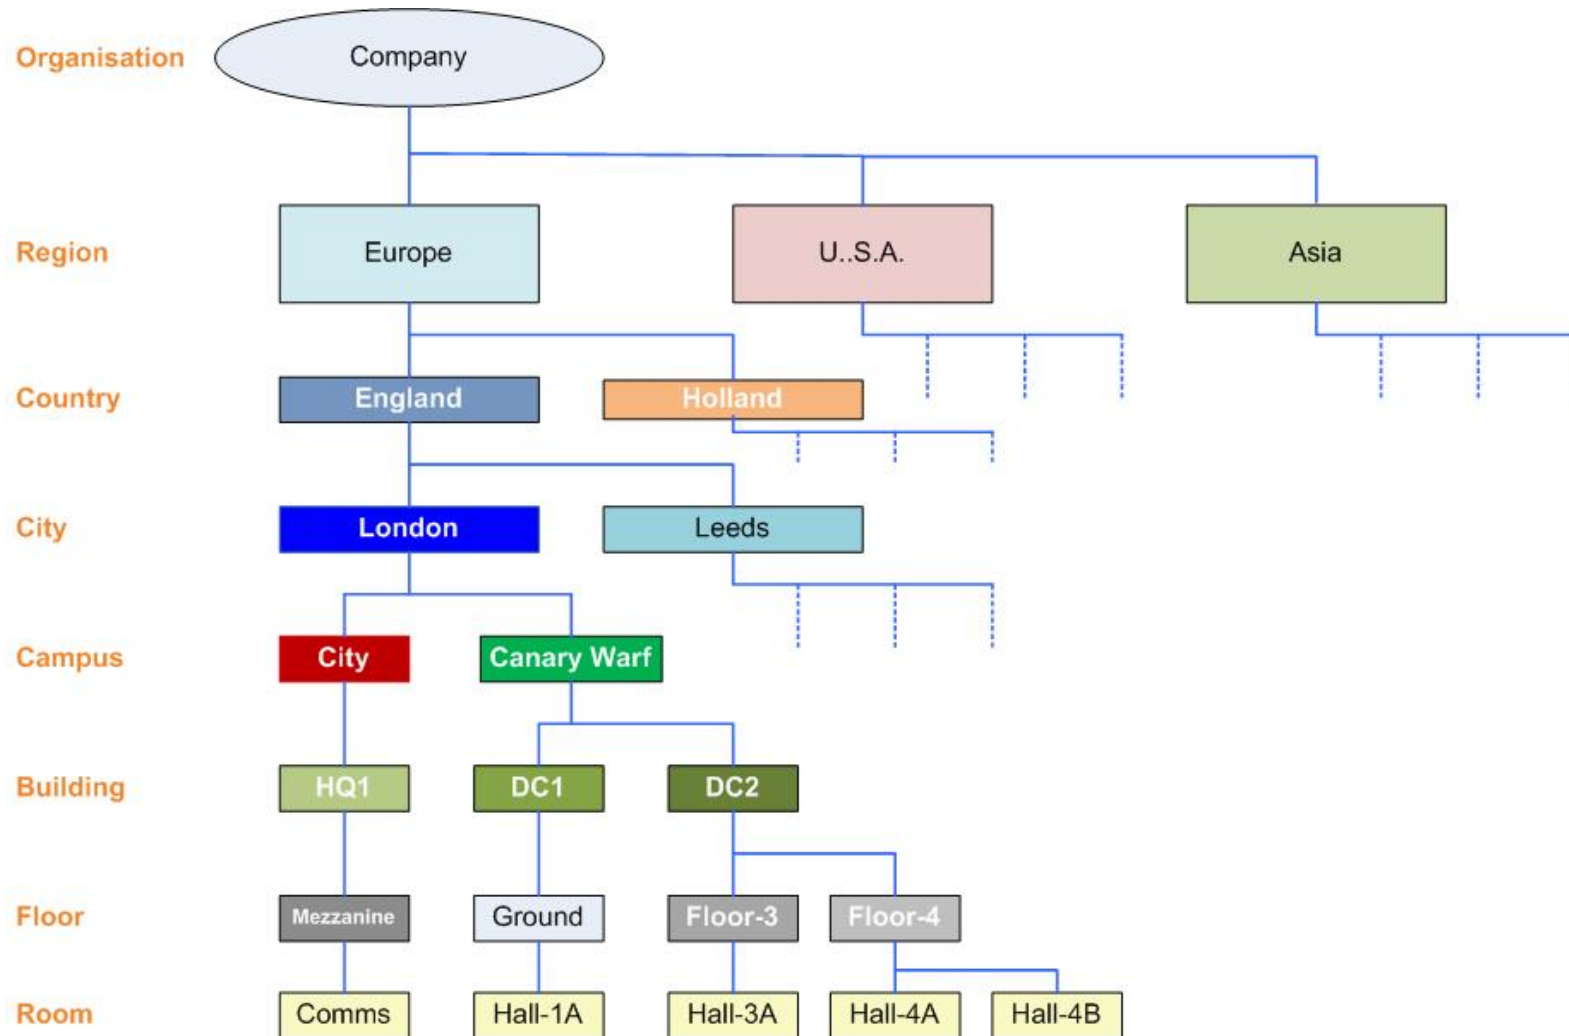 Organisation
Company
Region
Europe
U..S.A.
Asia
Country
England
Holland
City
London
Leeds
Campus
City
Canary Warf
Building
HQ1
DC1
DC2
Floor
Mezzanine
Ground
Floor-3
Floor-4
Room
Comms
Hall-1A
Hall-3A
Hall-4A
Hall-4B